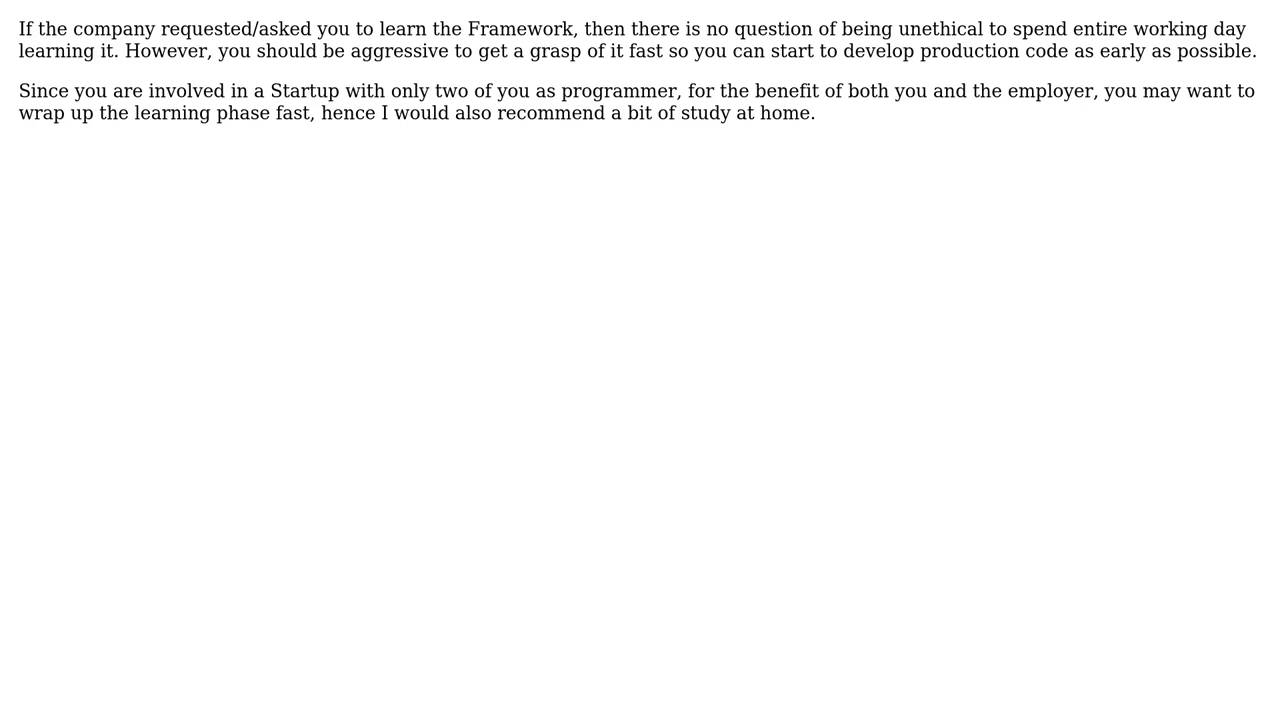 If the company requested/asked you to learn the Framework, then there is no question of being unethical to spend entire working day
learning it. However, you should be aggressive to get a grasp of it fast so you can start to develop production code as early as possible.
Since you are involved in a Startup with only two of you as programmer, for the benefit of both you and the employer, you may want to
wrap up the learning phase fast, hence I would also recommend a bit of study at home.